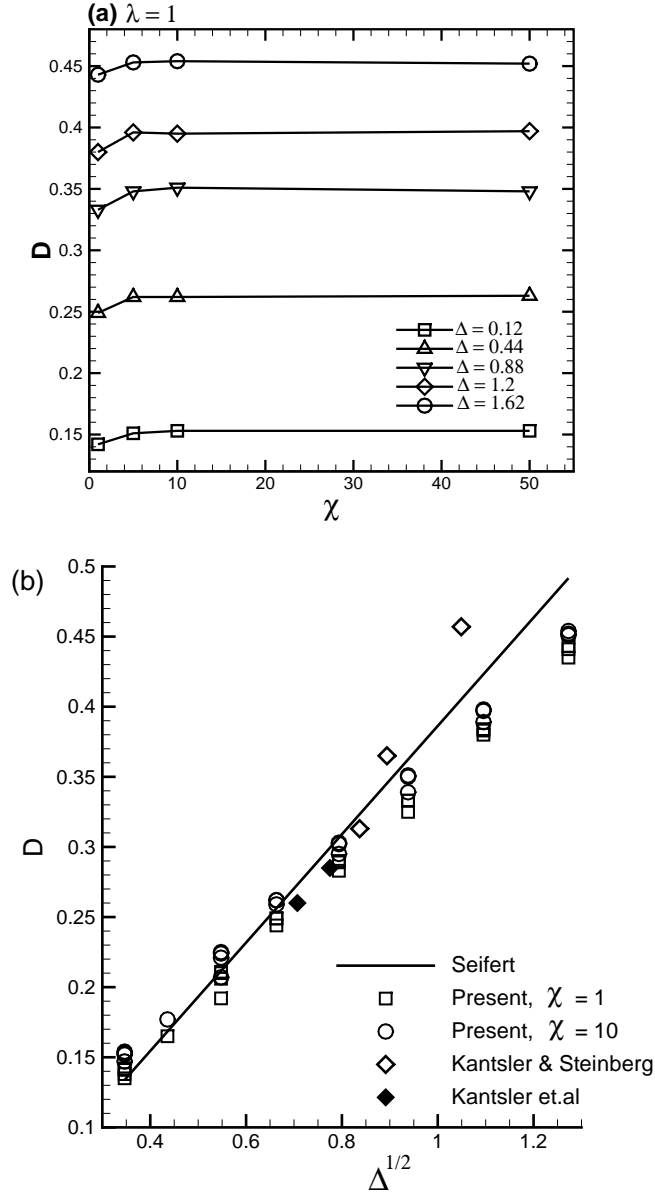 (a) λ = 1
0.45
0.4
0.35
0.3
0.25
0.2
0.15
D
Δ = 0.12
Δ = 0.44
Δ = 0.88
Δ = 1.2
Δ = 1.62
0 10 20 30 40 50
χ
(b)
0.5
0.45
0.4
0.35
0.3
0.25
0.2
0.15
0.1
D
Seifert
Present, χ = 1
Present, χ = 10
Kantsler & Steinberg
Kantsler et.al
0.4 0.6 0.8 1 1.2
Δ^1/2